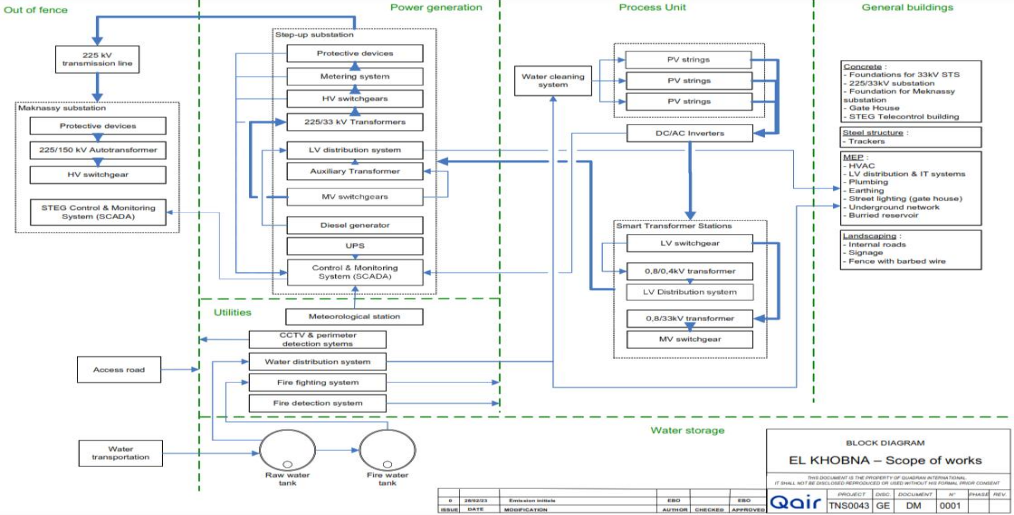 Out of fence
Power generation
Process Unit
General buildings
225 kV
transmission line
Maknassy substation
Protective devices
225/150 kV Autotransformer
HV switchgear
STEG Control & Monitoring
System (SCADA)
Step-up substation
Protective devices
Metering system
HV switchgears
225/33 kV Transformers
LV distribution system
Auxiliary Transformer
MV switchgears
Diesel generator
UPS
Control & Monitoring
System (SCADA)
Meteorological station
Water cleaning
system
PV strings
PV strings
PV strings
DC/AC Inverters
Smart Transformer Stations
LV switchgear
0,8/0,4kV transformer
LV Distribution system
0,8/33kV transformer
MV switchgear
Concrete :
- Foundations for 33kV STS
- 225/33kV substation
- Foundation for Meknassy
substation
- Gate House
- STEG Telecontrol building
Steel structure :
- Trackers
MEP :
- HVAC
- LV distribution & IT systems
- Plumbing
- Earthing
- Street lighting (gate house)
- Underground network
- Burried reservoir
Landscaping :
- Internal roads
- Signage
- Fence with barbed wire
Utilities
CCTV & perimeter
detection sytems
Water distribution system
Fire fighting system
Fire detection system
Access road
Water
transportation
Raw water
tank
Fire water
tank
Water storage
BLOCK DIAGRAM
EL KHOBNA – Scope of works
THIS DOCUMENT IS THE PROPERTY OF QUADRAN INTERNATIONAL
IT SHALL NOT BE DISCLOSED REPRODUCED OR USED WITHOUT HIS FORMAL PRIOR CONSENT
Qair
PROJECT DISC. DOCUMENT N° PHASE REV.
TNS0043 GE DM 0001
0 Emission initiale EBO EBO
ISSUE DATE MODIFICATION AUTHOR CHECKED APPROVED